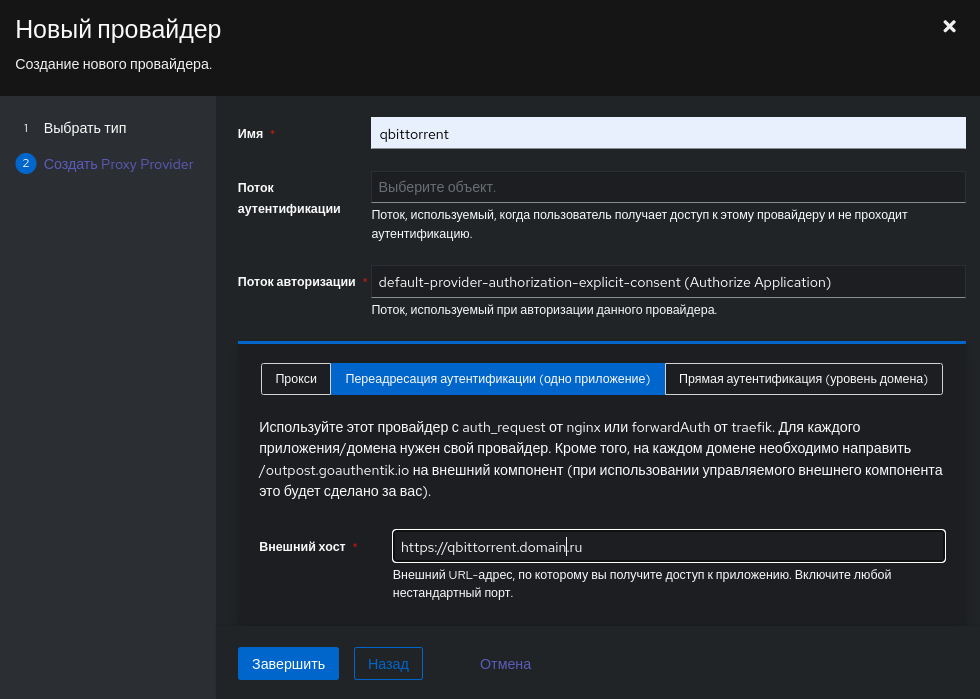 Новый провайдер
Создание нового провайдера.
1 Выбрать тип
2 Создать Proxy Provider
Имя *
qbittorrent
Поток
аутентификации
Выберите объект.
Поток, используемый, когда пользователь получает доступ к этому провайдеру и не проходит
аутентификацию.
Поток авторизации *
default-provider-authorization-explicit-consent (Authorize Application)
Поток, используемый при авторизации данного провайдера.
Прокси
Переадресация аутентификации (одно приложение)
Прямая аутентификация (уровень домена)
Используйте этот провайдер с auth_request от nginx или forwardAuth от traefik. Для каждого
приложения/домена нужен свой провайдер. Кроме того, на каждом домене необходимо направить
/outpost.goauthentik.io на внешний компонент (при использовании управляемого внешнего компонента
это будет сделано за вас).
Внешний хост *
https://qbittorrent.domain.ru
Внешний URL-адрес, по которому вы получите доступ к приложению. Включите любой
нестандартный порт.
Завершить
Назад
Отмена